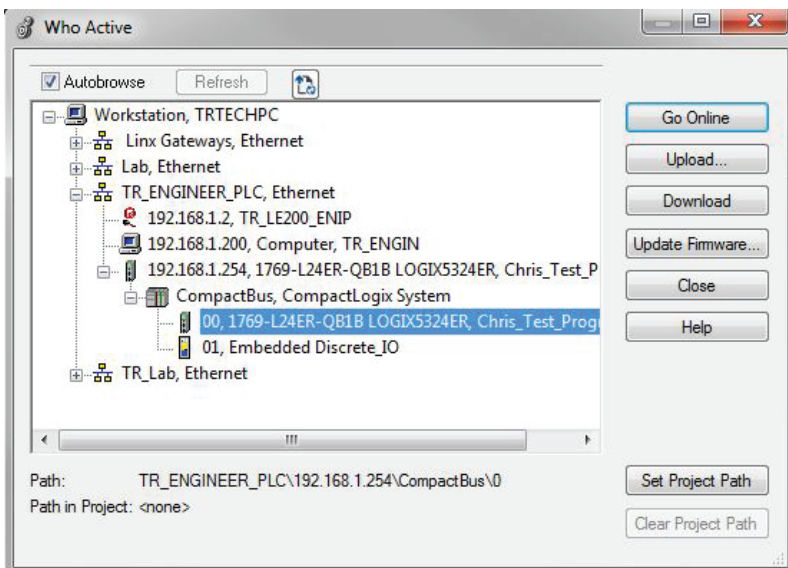 Who Active
Autobrowse
Refresh
Workstation, TRTECHPC
Linx Gateways, Ethernet
Lab, Ethernet
TR_ENGINEER_PLC, Ethernet
192.168.1.2, TR_LE200_ENIP
192.168.1.200, Computer, TR_ENGIN
192.168.1.254, 1769-L24ER-QB1B LOGIX5324ER, Chris_Test_P
CompactBus, CompactLogix System
00, 1769-L24ER-QB1B LOGIX5324ER, Chris_Test_Progr
01, Embedded Discrete_IO
TR_Lab, Ethernet
Go Online
Upload...
Download
Update Firmware...
Close
Help
Path: TR_ENGINEER_PLC\192.168.1.254\CompactBus\0
Path in Project: <none>
Set Project Path
Clear Project Path